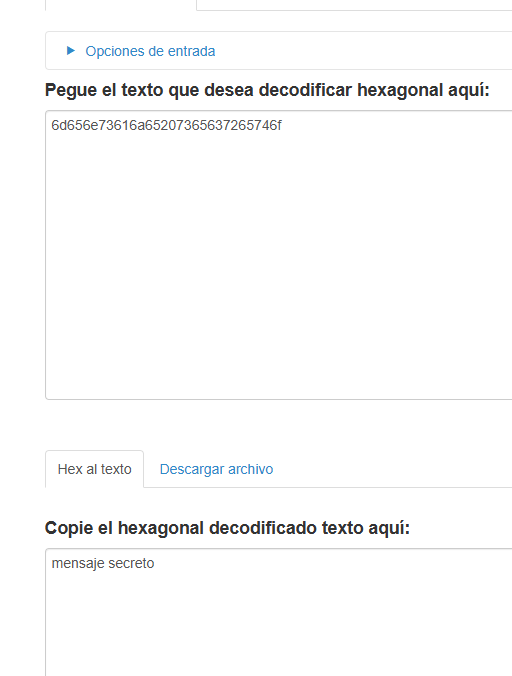 Opciones de entrada
Pegue el texto que desea decodificar hexagonal aquí:
6d656e73616a65207365637265746f
Hex al texto
Descargar archivo
Copie el hexagonal decodificado texto aquí:
mensaje secreto